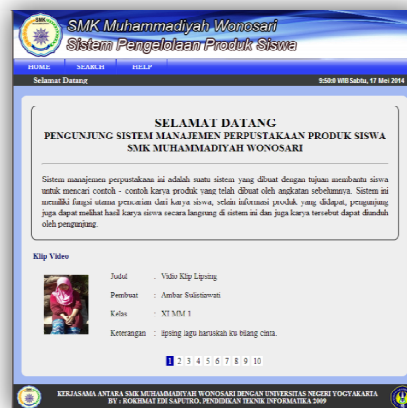 SMK Muhammadiyah Wonosari
Sistem Pengelolaan Produk Siswa
HOME SEARCH HELP
Selamat Datang 9:50:0 WIB Sabtu, 17 Mei 2014
SELAMAT DATANG
PENGUNJUNG SISTEM MANAJEMEN PERPUSTAKAAN PRODUK SISWA
SMK MUHAMMADIYAH WONOSARI
Sistem manajemen perpustakaan ini adalah suatu sistem yang dibuat dengan tujuan membantu siswa
untuk mencari contoh - contoh karya produk yang telah dibuat oleh angkatan sebelumnya. Sistem ini
memiliki fungsi utama pencarian dari karya siswa, selain informasi produk yang didapat, pengunjung
juga dapat melihat hasil karya siswa secara langsung di sistem ini dan juga karya tersebut dapat diunduh
oleh pengunjung.
Klip Video
Judul : Vidio Klip Lipsing
Pembuat : Ambar Sulistiawati
Kelas : XI MM 1
Keterangan : lipsing lagu haruskah ku bilang cinta.
1 2 3 4 5 6 7 8 9 10
KERJASAMA ANTARA SMK MUHAMMADIYAH WONOSARI DENGAN UNIVERSITAS NEGERI YOGYAKARTA
BY : ROKHMAT EDI SAPUTRO, PENDIDIKAN TEKNIK INFORMATIKA 2009